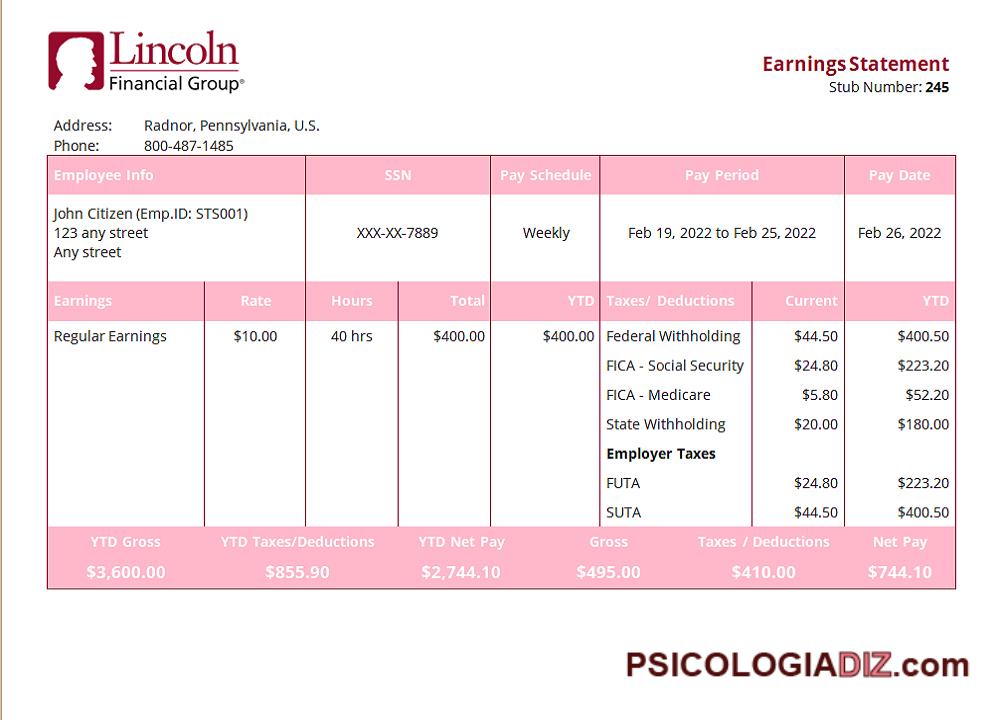 Lincoln
Financial Group®
Earnings Statement
Stub Number: 245
Address: Radnor, Pennsylvania, U.S.
Phone: 800-487-1485
Employee Info SSN Pay Schedule Pay Period Pay Date
John Citizen (Emp.ID: STS001)
123 any street
Any street
XXX-XX-7889 Weekly Feb 19, 2022 to Feb 25, 2022 Feb 26, 2022
Earnings Rate Hours Total YTD Taxes/ Deductions Current YTD
Regular Earnings $10.00 40 hrs $400.00 $400.00 Federal Withholding $44.50 $400.50
FICA - Social Security $24.80 $223.20
FICA - Medicare $5.80 $52.20
State Withholding $20.00 $180.00
Employer Taxes
FUTA $24.80 $223.20
SUTA $44.50 $400.50
YTD Gross YTD Taxes/Deductions YTD Net Pay Gross Taxes / Deductions Net Pay
$3,600.00 $855.90 $2,744.10 $495.00 $410.00 $744.10
PSICOLOGIADIZ.com